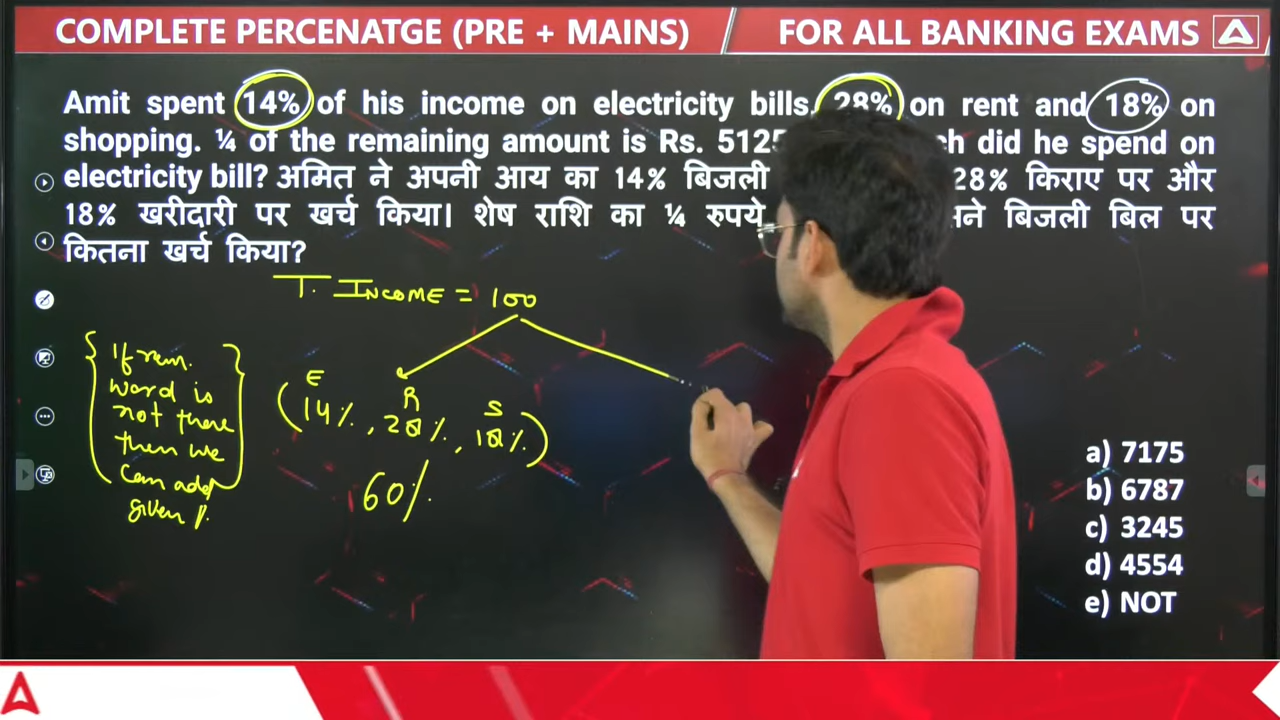 COMPLETE PERCENATGE (PRE + MAINS) FOR ALL BANKING EXAMS
Amit spent 14% of his income on electricity bills, 28% on rent and 18% on
shopping. ¼ of the remaining amount is Rs. 5125 did he spend on
electricity bill? अमित ने अपनी आय का 14% बिजली 28% किराए पर और
18% खरीदारी पर खर्च किया। शेष राशि का ¼ रुपये बिजली बिल पर
कितना खर्च किया?
T. INCOME = 100
If rem.
word is
not there
then we
can add
given P.
E R S
(14%, 28%, 18%)
60%
a) 7175
b) 6787
c) 3245
d) 4554
e) NOT